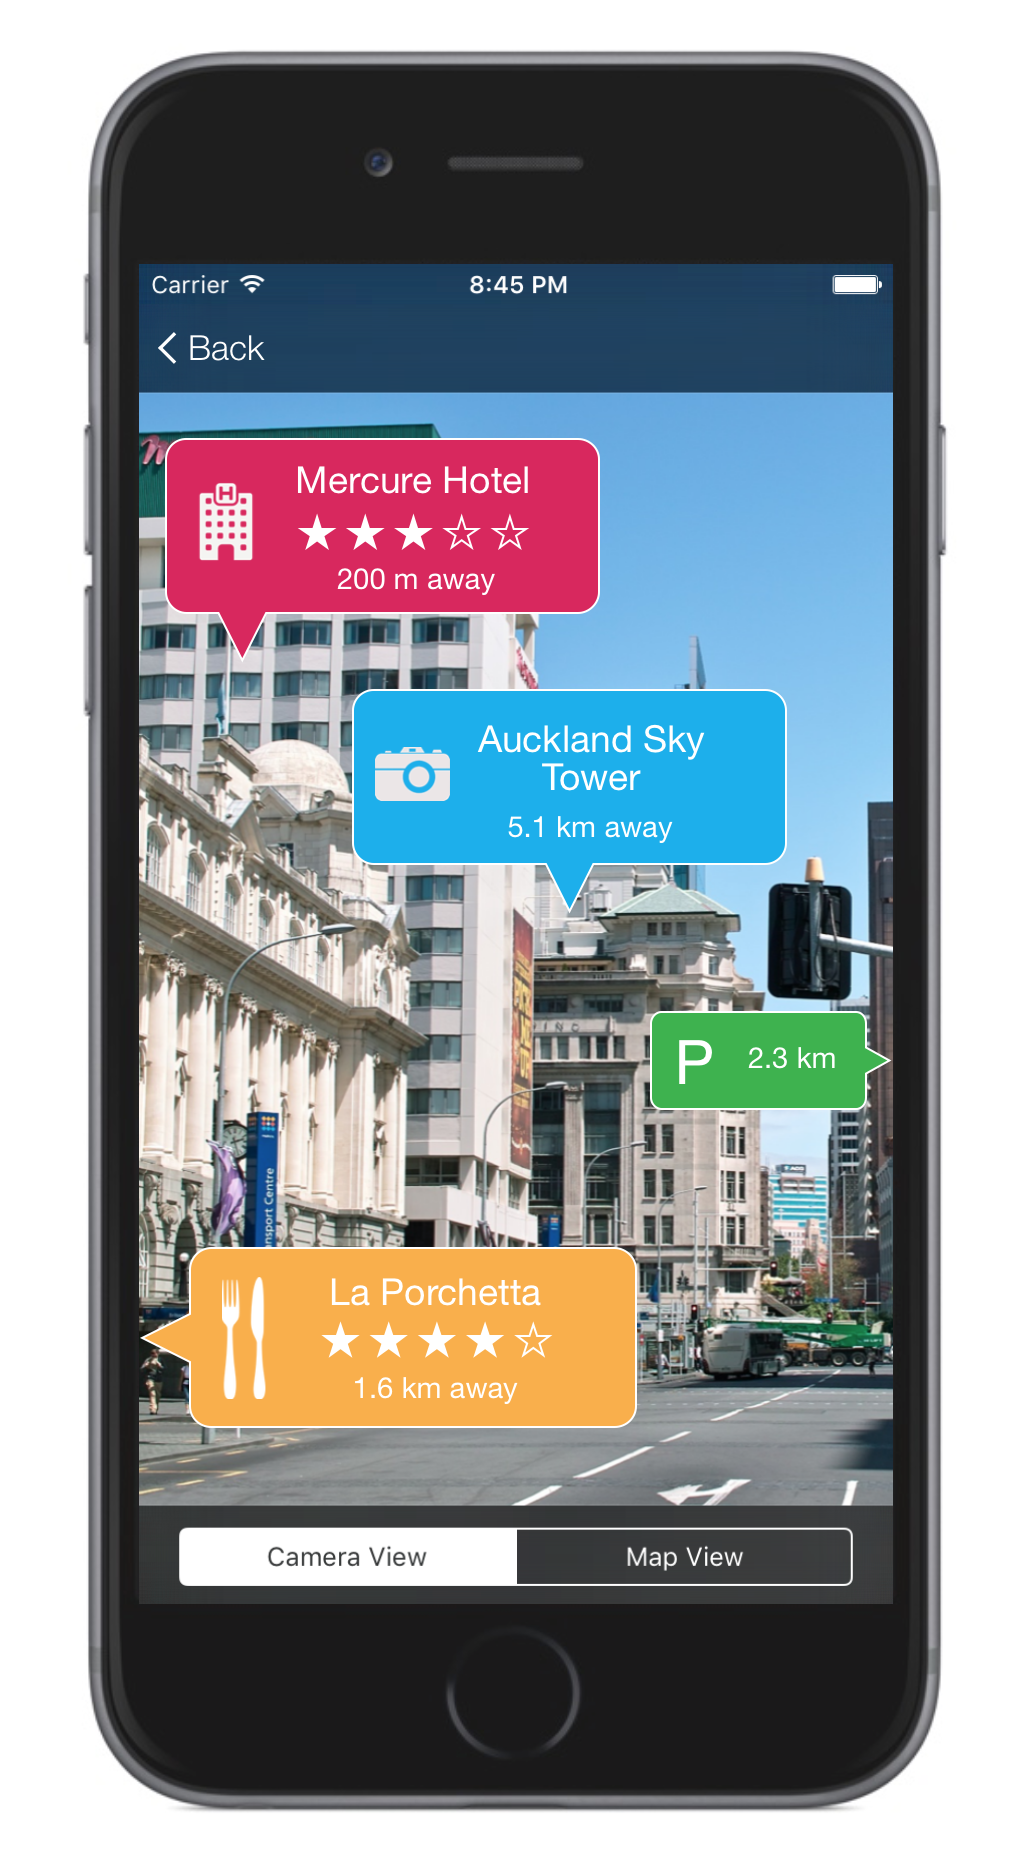 Carrier 8:45 PM
Back
Mercure Hotel
200 m away
Auckland Sky
Tower
5.1 km away
P 2.3 km
nsport Centre
La Porchetta
1.6 km away
Camera View Map View